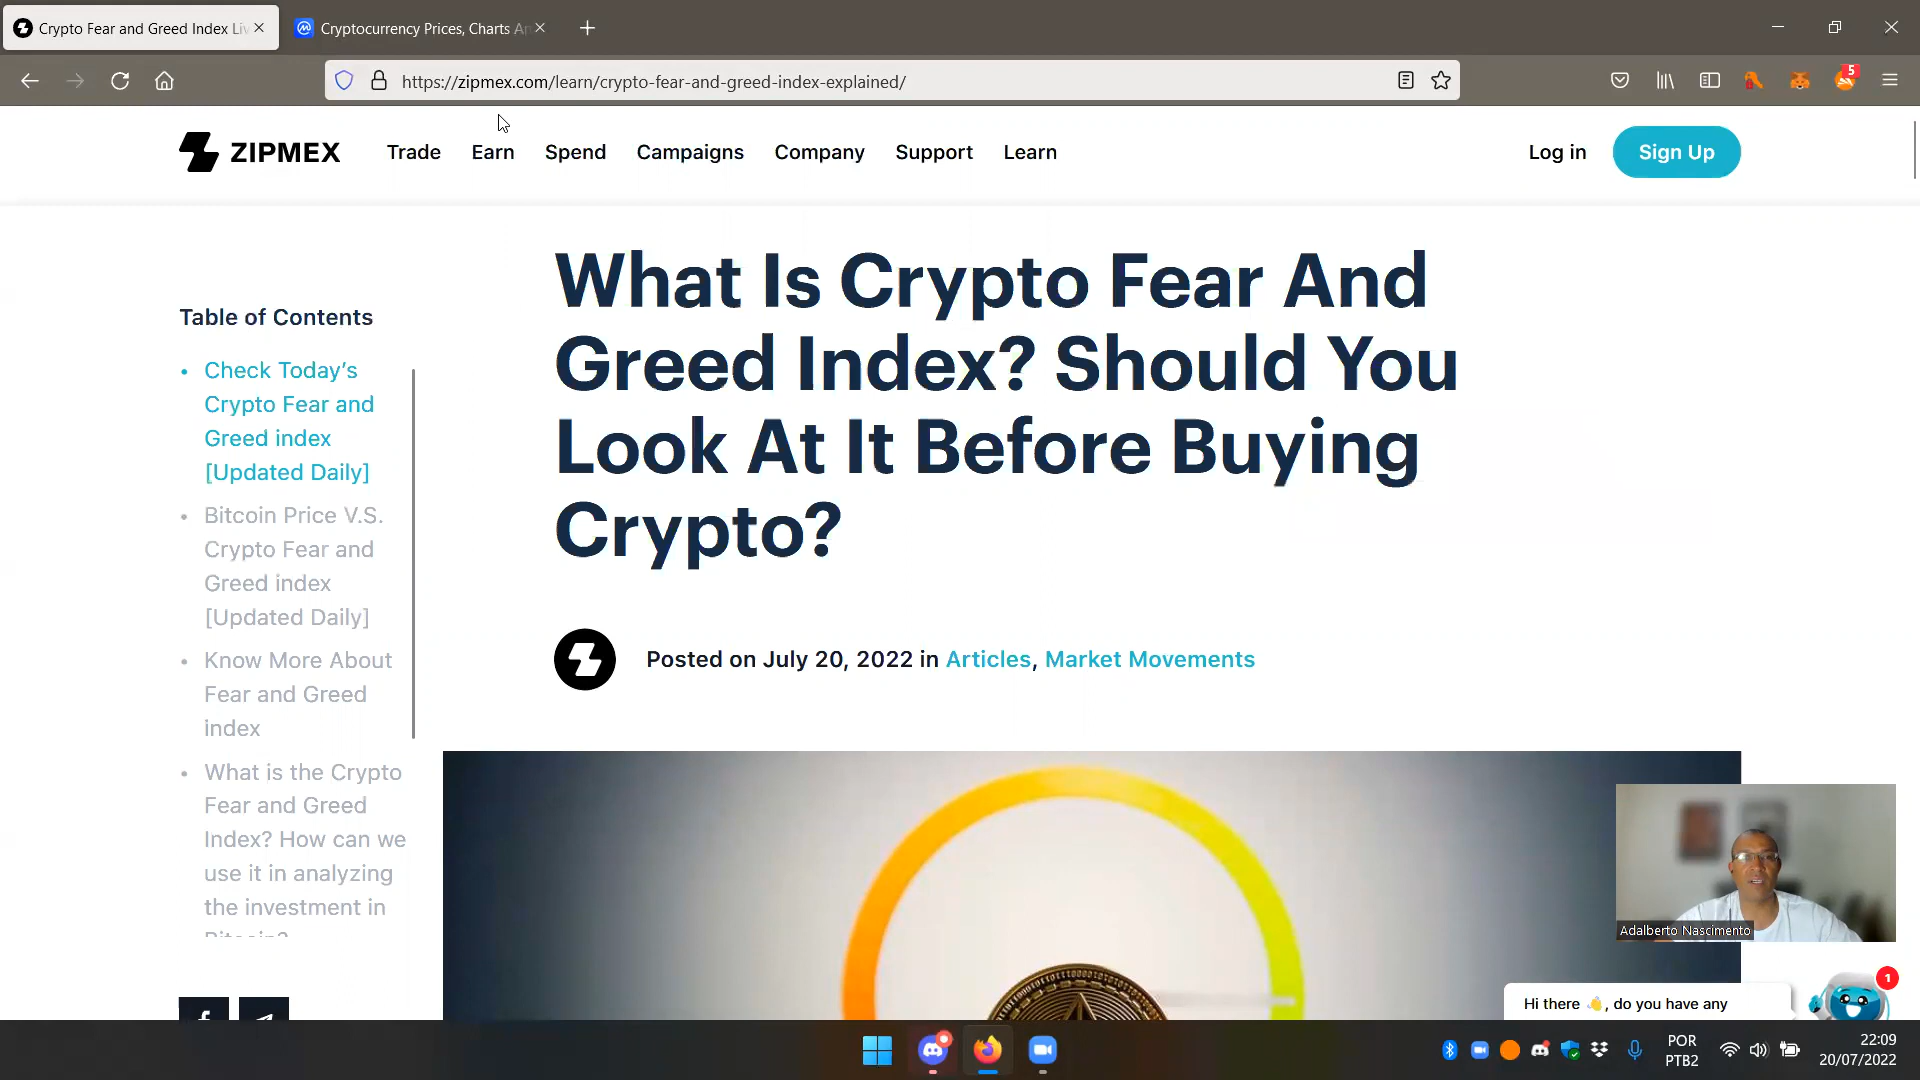 Crypto Fear and Greed Index Liv
Cryptocurrency Prices, Charts An
https://zipmex.com/learn/crypto-fear-and-greed-index-explained/
5
ZIPMEX
Trade
Earn
Spend
Campaigns
Company
Support
Learn
Log in
Sign Up
Table of Contents
Check Today's
Crypto Fear and
Greed index
[Updated Daily]
Bitcoin Price V.S.
Crypto Fear and
Greed index
[Updated Daily]
Know More About
Fear and Greed
index
What is the Crypto
Fear and Greed
Index? How can we
use it in analyzing
the investment in
Bitcoin?
What Is Crypto Fear And
Greed Index? Should You
Look At It Before Buying
Crypto?
Posted on July 20, 2022 in Articles, Market Movements
Adalberto Nascimento
Hi there 👋, do you have any
1
POR
PTB2
22:09
20/07/2022